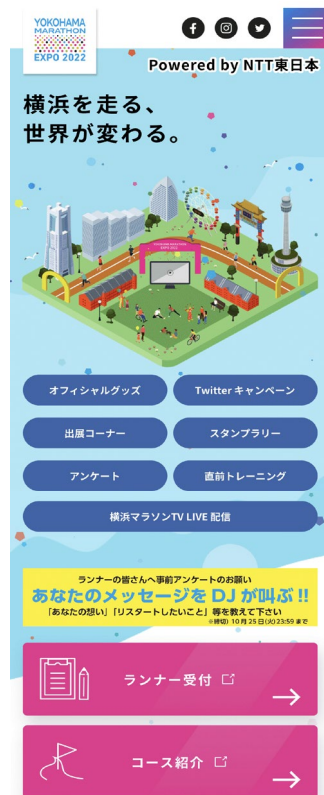 YOKOHAMA
MARATHON
EXPO 2022
Powered by NTT東日本
横浜を走る、
世界が変わる。
YOKOHAMA MARATHON
EXPO 2022
オフィシャルグッズ
Twitter キャンペーン
出展コーナー
スタンプラリー
アンケート
直前トレーニング
横浜マラソンTV LIVE 配信
ランナーの皆さんへ事前アンケートのお願い
あなたのメッセージをDJが叫ぶ!!
「あなたの想い」「リスタートしたいこと」等を教えて下さい
※締切) 10月25日(火)23:59まで
ランナー受付
コース紹介